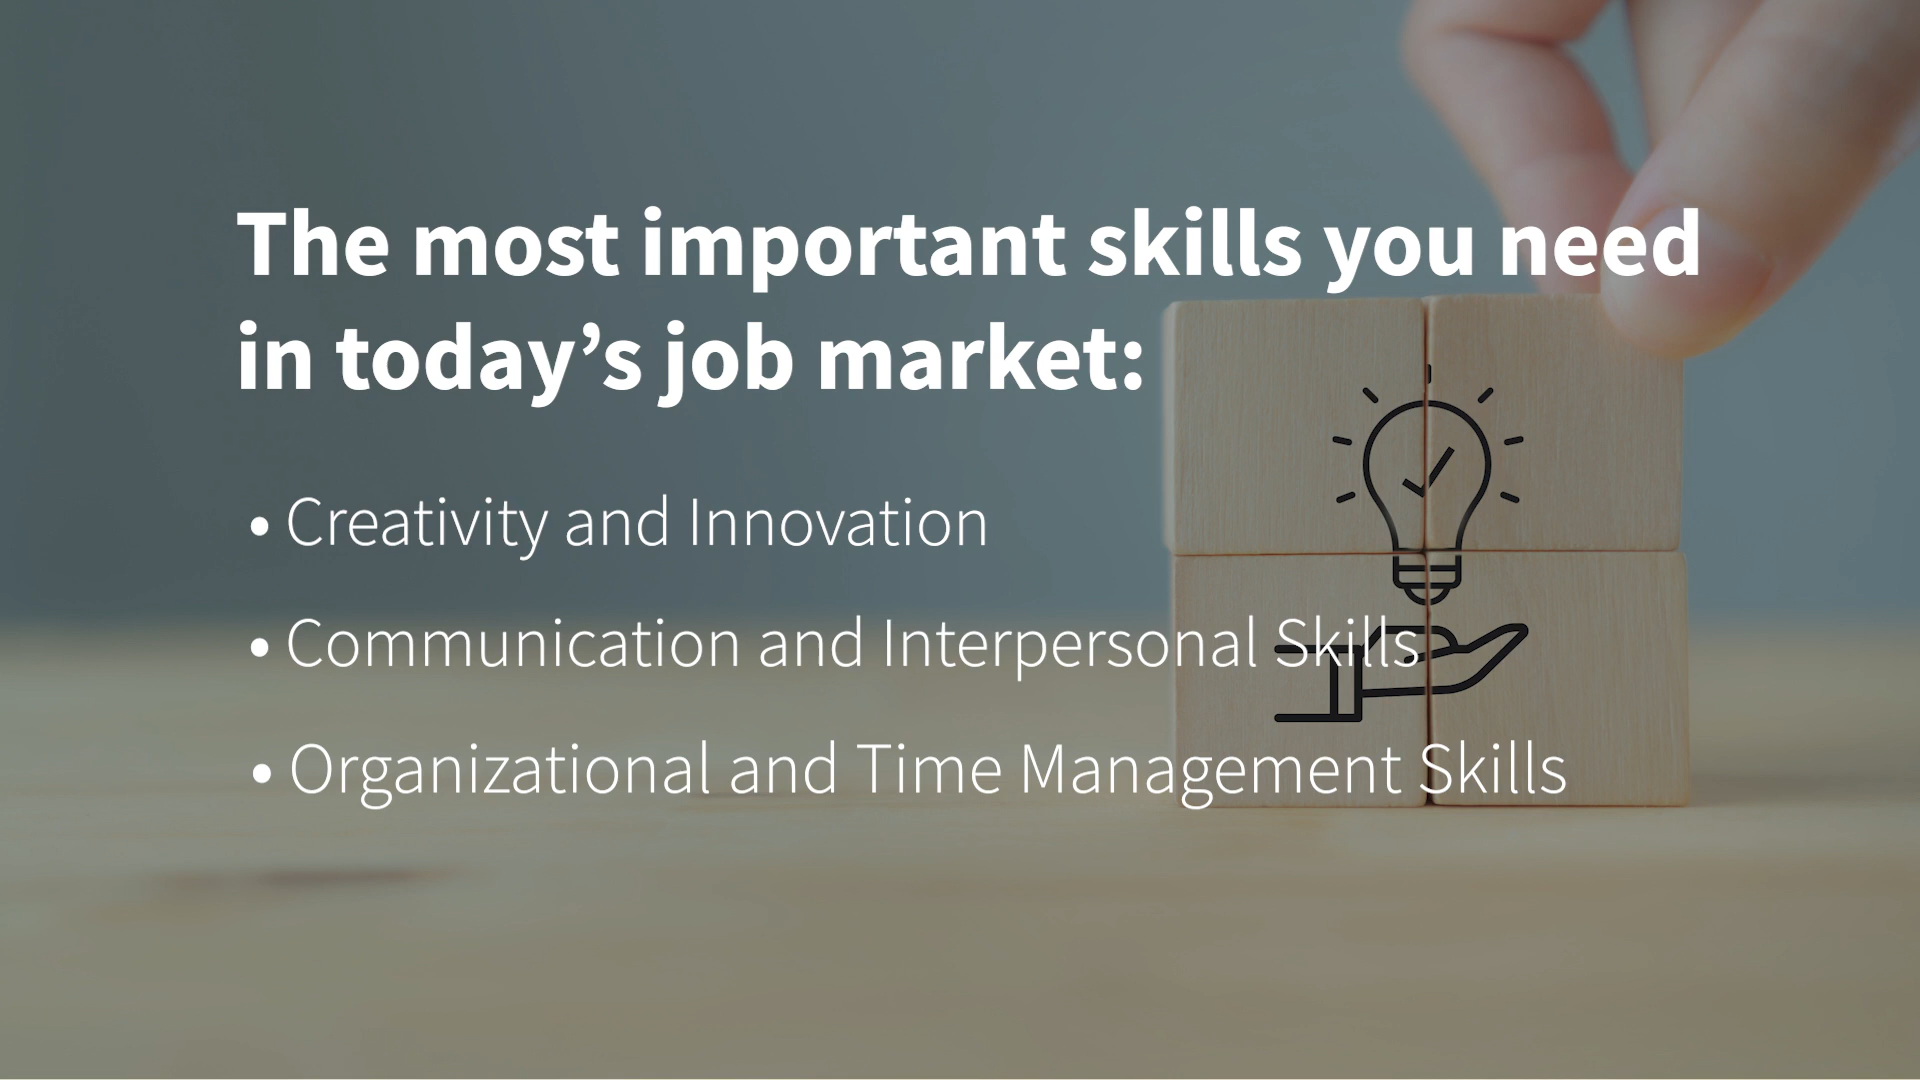 The most important skills you need
in today’s job market:
• Creativity and Innovation
• Communication and Interpersonal Skills
• Organizational and Time Management Skills